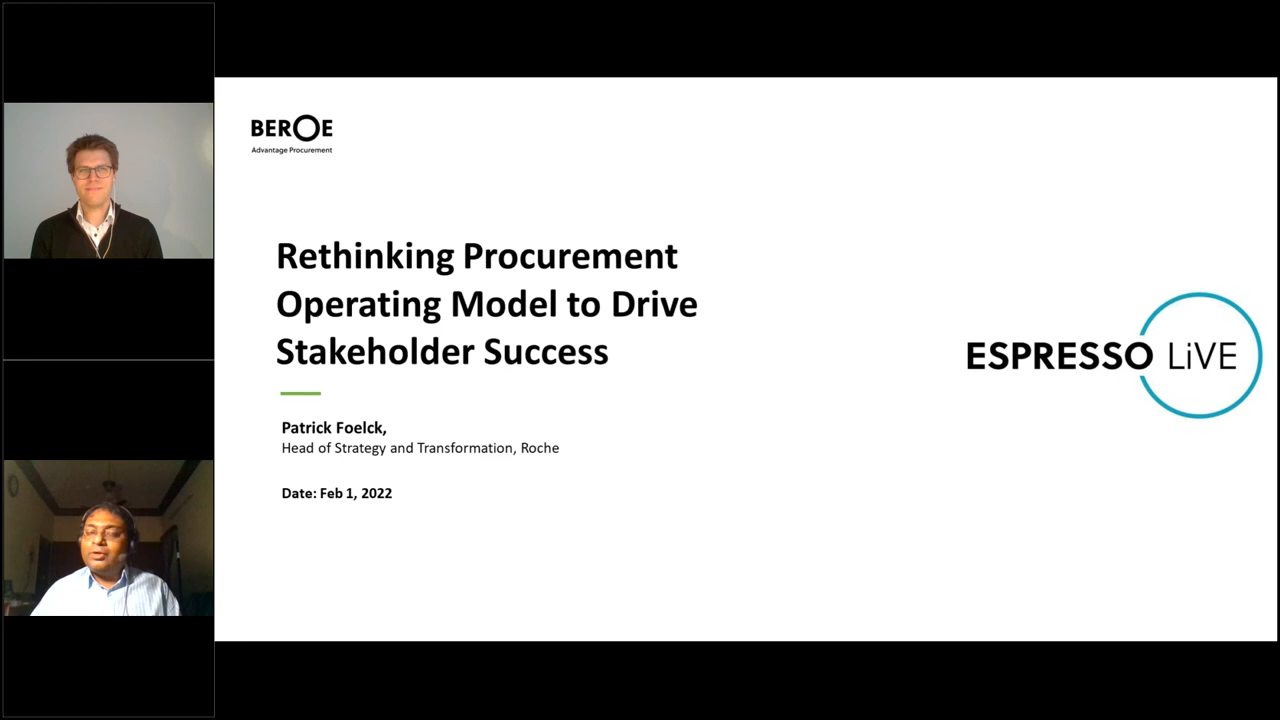 BEROE
Advantage Procurement
Rethinking Procurement
Operating Model to Drive
Stakeholder Success
Patrick Foelck,
Head of Strategy and Transformation, Roche
Date: Feb 1, 2022
ESPRESSO LiVE